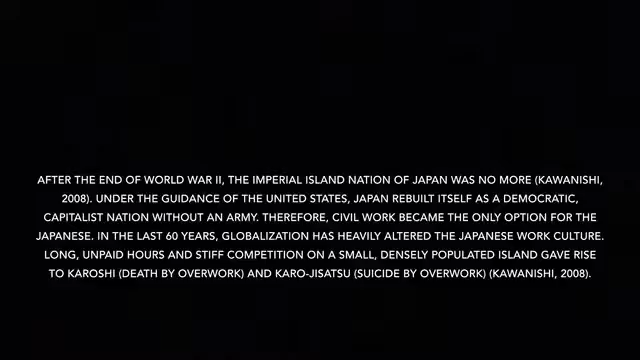 AFTER THE END OF WORLD WAR II, THE IMPERIAL ISLAND NATION OF JAPAN WAS NO MORE (KAWANISHI,
2008). UNDER THE GUIDANCE OF THE UNITED STATES, JAPAN REBUILT ITSELF AS A DEMOCRATIC,
CAPITALIST NATION WITHOUT AN ARMY. THEREFORE, CIVIL WORK BECAME THE ONLY OPTION FOR THE
JAPANESE. IN THE LAST 60 YEARS, GLOBALIZATION HAS HEAVILY ALTERED THE JAPANESE WORK CULTURE.
LONG, UNPAID HOURS AND STIFF COMPETITION ON A SMALL, DENSELY POPULATED ISLAND GAVE RISE
TO KAROSHI (DEATH BY OVERWORK) AND KARO-JISATSU (SUICIDE BY OVERWORK) (KAWANISHI, 2008).